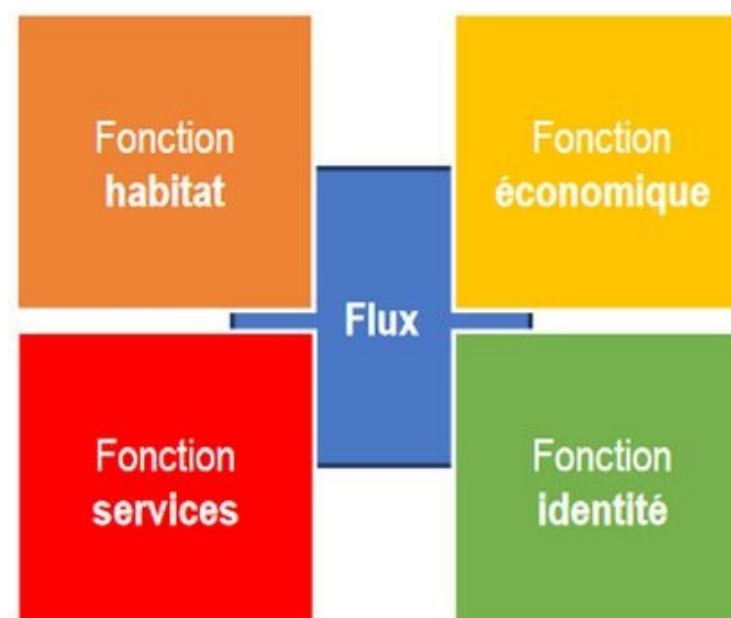 Fonction
habitat
Fonction
économique
Flux
Fonction
services
Fonction
identité